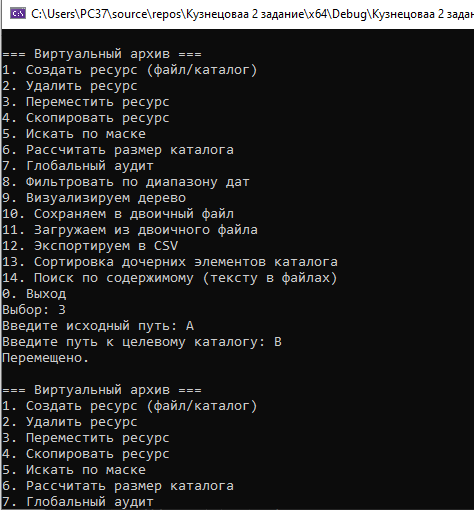 C:\Users\PC37\source\repos\Кузнецоваа 2 задание\x64\Debug\Кузнецоваа 2 задан
=== Виртуальный архив ===
1. Создать ресурс (файл/каталог)
2. Удалить ресурс
3. Переместить ресурс
4. Скопировать ресурс
5. Искать по маске
6. Рассчитать размер каталога
7. Глобальный аудит
8. Фильтровать по диапазону дат
9. Визуализируем дерево
10. Сохраняем в двоичный файл
11. Загружаем из двоичного файла
12. Экспортируем в CSV
13. Сортировка дочерних элементов каталога
14. Поиск по содержимому (тексту в файлах)
0. Выход
Выбор: 3
Введите исходный путь: A
Введите путь к целевому каталогу: B
Перемещено.
=== Виртуальный архив ===
1. Создать ресурс (файл/каталог)
2. Удалить ресурс
3. Переместить ресурс
4. Скопировать ресурс
5. Искать по маске
6. Рассчитать размер каталога
7. Глобальный аудит